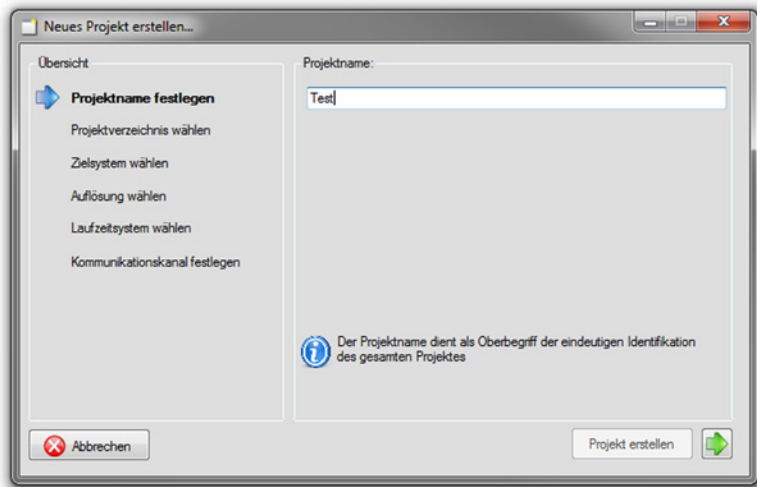 Neues Projekt erstellen...
Übersicht
Projektname festlegen
Projektverzeichnis wählen
Zielsystem wählen
Auflösung wählen
Laufzeitsystem wählen
Kommunikationskanal festlegen
Projektname:
Test
Der Projektname dient als Oberbegriff der eindeutigen Identifikation
des gesamten Projektes
Abbrechen
Projekt erstellen